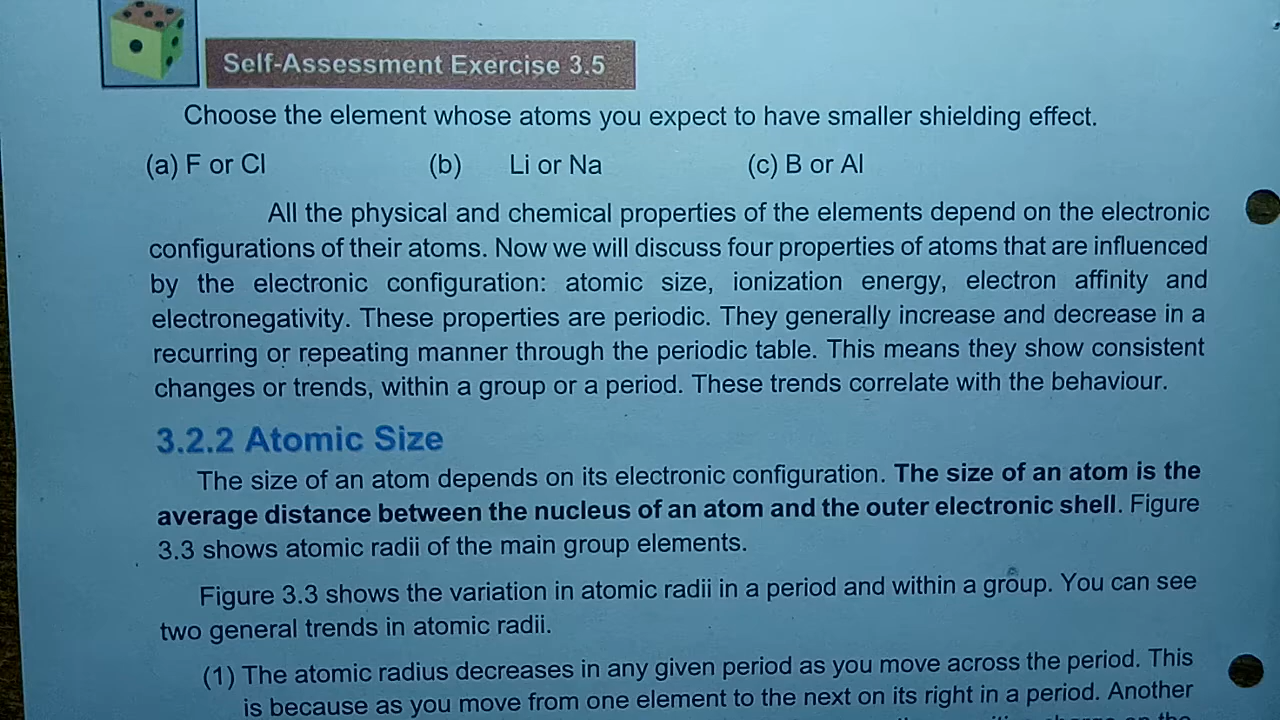 Self-Assessment Exercise 3.5
Choose the element whose atoms you expect to have smaller shielding effect.
(a) F or Cl (b) Li or Na (c) B or Al
All the physical and chemical properties of the elements depend on the electronic
configurations of their atoms. Now we will discuss four properties of atoms that are influenced
by the electronic configuration: atomic size, ionization energy, electron affinity and
electronegativity. These properties are periodic. They generally increase and decrease in a
recurring or repeating manner through the periodic table. This means they show consistent
changes or trends, within a group or a period. These trends correlate with the behaviour.
3.2.2 Atomic Size
The size of an atom depends on its electronic configuration. The size of an atom is the
average distance between the nucleus of an atom and the outer electronic shell. Figure
3.3 shows atomic radii of the main group elements.
Figure 3.3 shows the variation in atomic radii in a period and within a group. You can see
two general trends in atomic radii.
(1) The atomic radius decreases in any given period as you move across the period. This
is because as you move from one element to the next on its right in a period. Another